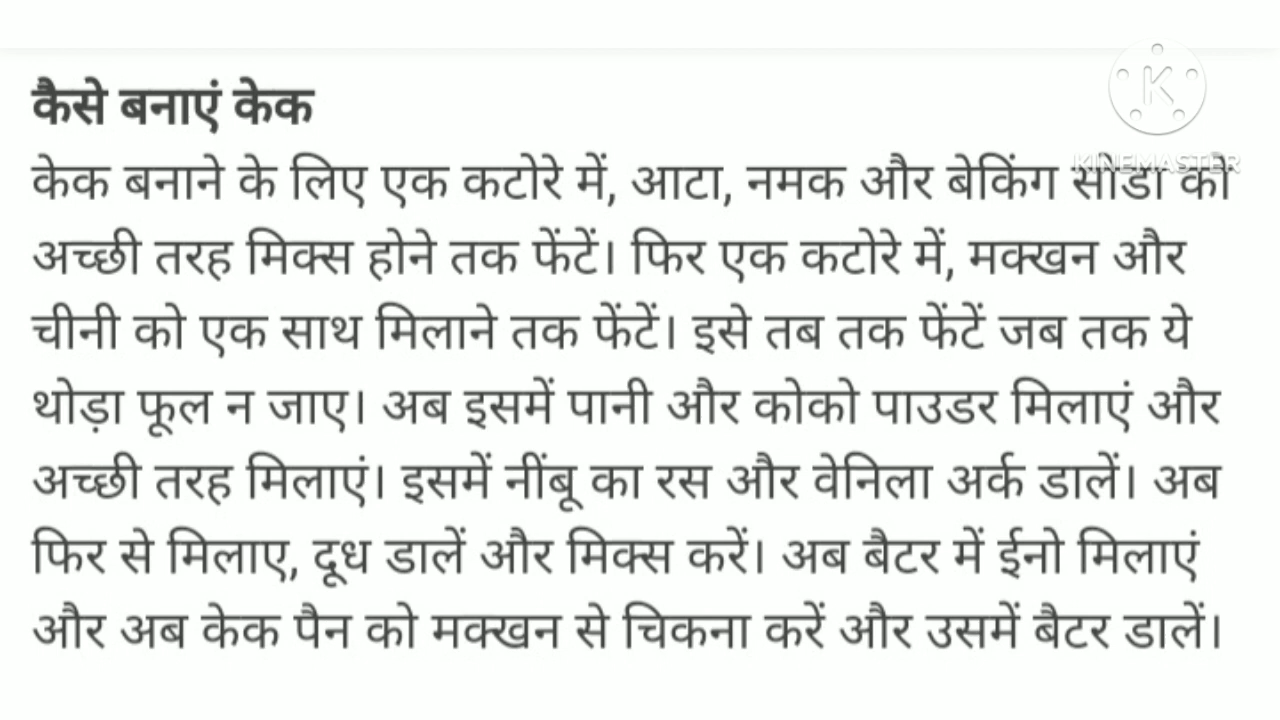 कैसे बनाएं केक
केक बनाने के लिए एक कटोरे में, आटा, नमक और बेकिंग सोडा को
अच्छी तरह मिक्स होने तक फेंटें। फिर एक कटोरे में, मक्खन और
चीनी को एक साथ मिलाने तक फेंटें। इसे तब तक फेंटें जब तक ये
थोड़ा फूल न जाए। अब इसमें पानी और कोको पाउडर मिलाएं और
अच्छी तरह मिलाएं। इसमें नींबू का रस और वेनिला अर्क डालें। अब
फिर से मिलाए, दूध डालें और मिक्स करें। अब बैटर में ईनो मिलाएं
और अब केक पैन को मक्खन से चिकना करें और उसमें बैटर डालें।
K
KINEMASTER